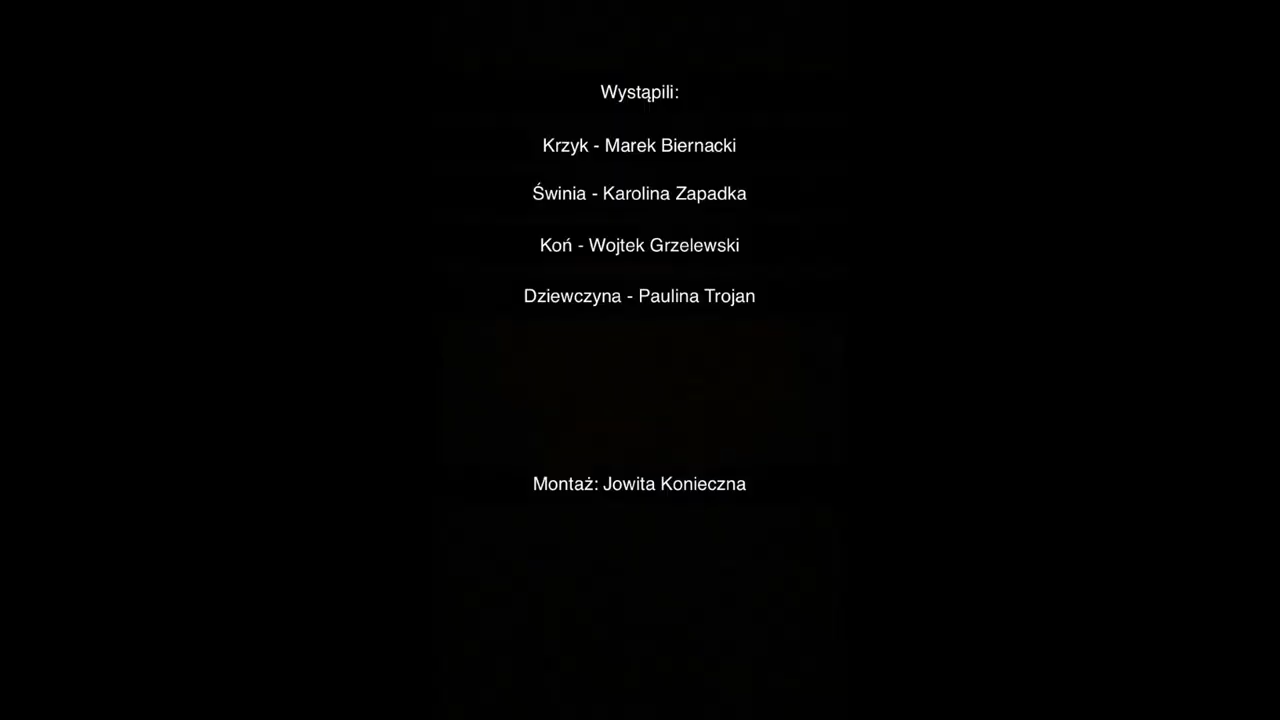 Wystąpili:
Krzyk - Marek Biernacki
Świnia - Karolina Zapadka
Koń - Wojtek Grzelewski
Dziewczyna - Paulina Trojan
Montaż: Jowita Konieczna